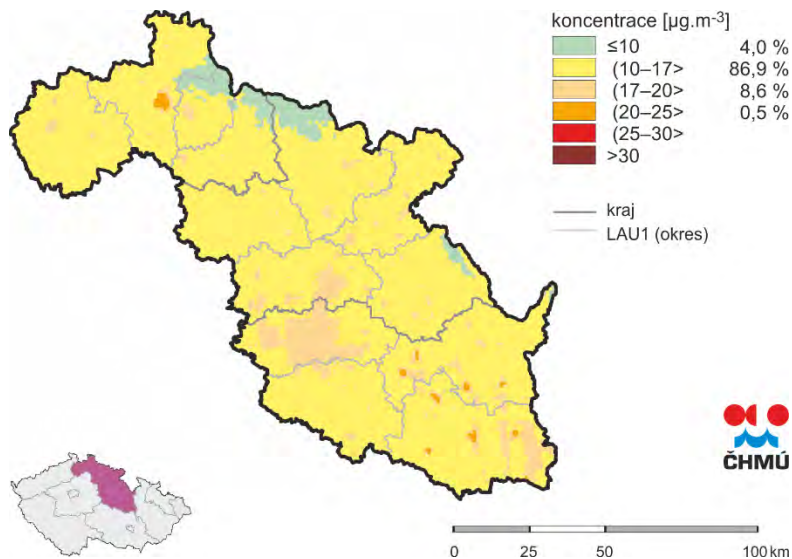 koncentrace [µg.m-³]
≤10 4,0 %
(10–17> 86,9 %
(17–20> 8,6 %
(20–25> 0,5 %
(25–30>
>30
kraj
LAU1 (okres)
ČHMÚ
0 25 50 100 km